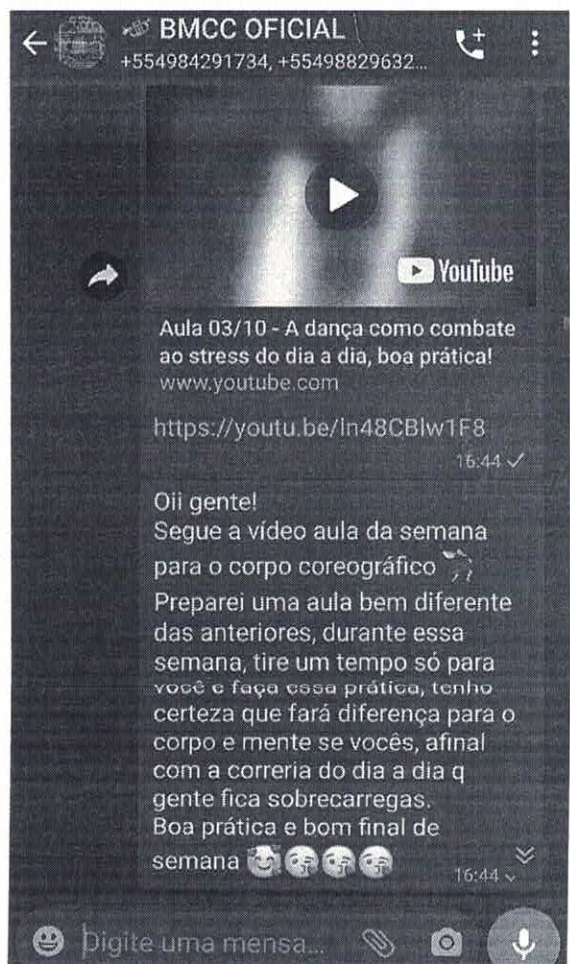 BMCC OFICIAL
+554984291734, +55498829632...
YouTube
Aula 03/10 - A dança como combate
ao stress do dia a dia, boa prática!
www.youtube.com
https://youtu.be/ln48CBlw1F8
16:44
Oii gente!
Segue a vídeo aula da semana
para o corpo coreográfico
Preparei uma aula bem diferente
das anteriores, durante essa
semana, tire um tempo só para
você e faça essa prática, tenho
certeza que fará diferença para o
corpo e mente se vocês, afinal
com a correria do dia a dia q
gente fica sobrecarregas.
Boa prática e bom final de
semana
16:44
Digite uma mensa...